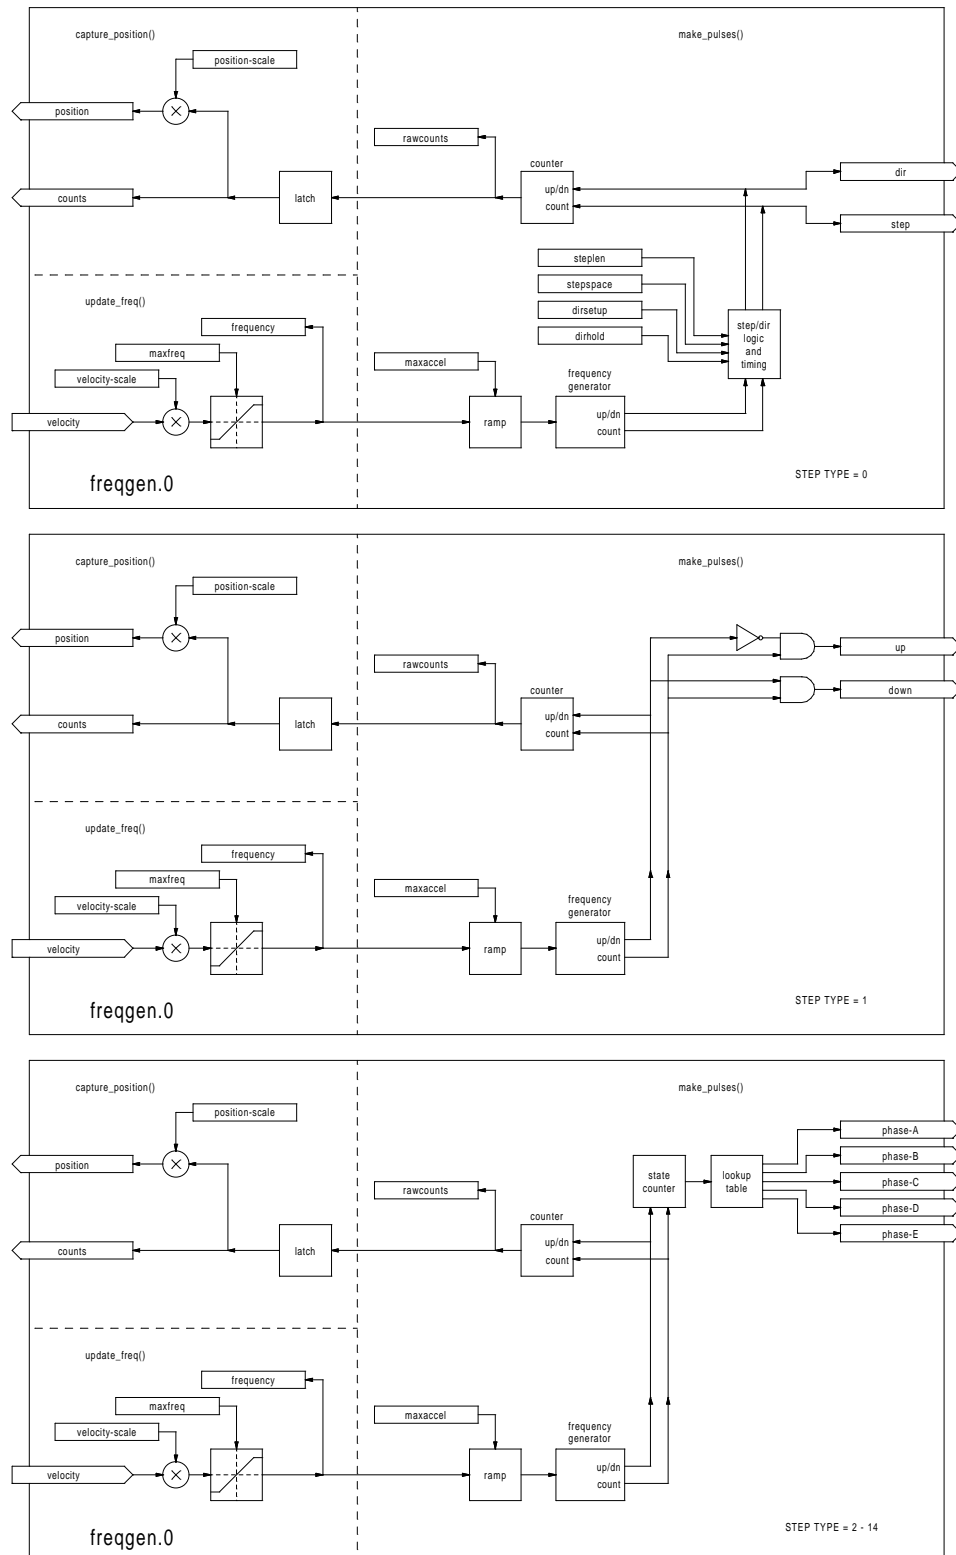 capture_position()
make_pulses()
position-scale
position
rawcounts
counter
up/dn
count
dir
counts
latch
step
steplen
stepspace
dirsetup
dirhold
step/dir
logic
and
timing
update_freq()
frequency
maxfreq
maxaccel
velocity-scale
frequency
generator
velocity
ramp
up/dn
count
freqgen.0
STEP TYPE = 0
capture_position()
make_pulses()
position-scale
position
up
rawcounts
down
counter
up/dn
count
counts
latch
update_freq()
frequency
maxfreq
maxaccel
velocity-scale
frequency
generator
velocity
ramp
up/dn
count
freqgen.0
STEP TYPE = 1
capture_position()
make_pulses()
position-scale
position
state
counter
lookup
table
phase-A
phase-B
phase-C
phase-D
phase-E
rawcounts
counter
up/dn
count
counts
latch
update_freq()
frequency
maxfreq
maxaccel
velocity-scale
frequency
generator
velocity
ramp
up/dn
count
freqgen.0
STEP TYPE = 2 - 14